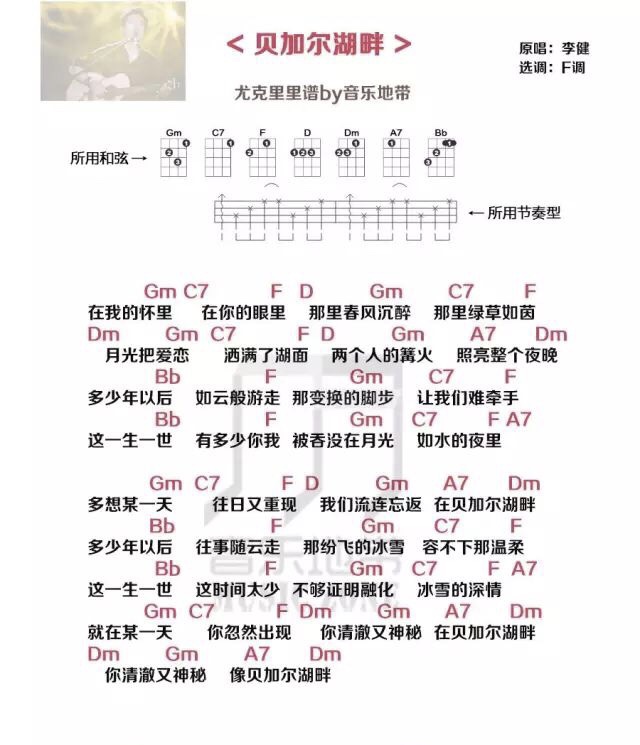 < 贝加尔湖畔 >
原唱：李健
选调：F调
尤克里里谱by音乐地带
Gm C7 F D Dm A7 Bb
所用和弦→
←所用节奏型
Gm C7 F D Gm C7 F
在我的怀里 在你的眼里 那里春风沉醉 那里绿草如茵
Dm Gm C7 F D Gm A7 Dm
月光把爱恋 洒满了湖面 两个人的篝火 照亮整个夜晚
Bb F Gm C7 F
多少年以后 如云般游走 那变换的脚步 让我们难牵手
Bb F Gm C7 F A7
这一生一世 有多少你我 被吞没在月光 如水的夜里
Gm C7 F D Gm A7 Dm
多想某一天 往日又重现 我们流连忘返 在贝加尔湖畔
Bb F Gm C7 F
多少年以后 往事随云走 那纷飞的冰雪 容不下那温柔
Bb F Gm C7 F A7
这一生一世 这时间太少 不够证明融化 冰雪的深情
Gm C7 F Dm Gm A7 Dm
就在某一天 你忽然出现 你清澈又神秘 在贝加尔湖畔
Dm Gm A7 Dm
你清澈又神秘 像贝加尔湖畔
音乐地带
MUSIC ZONE